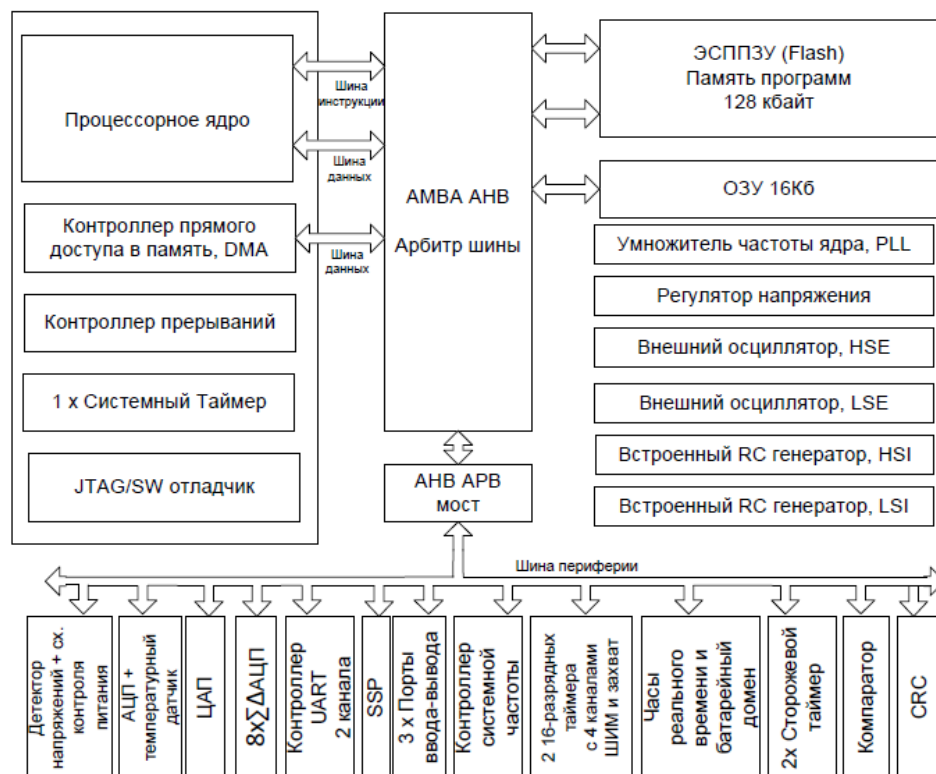 Процессорное ядро
Контроллер прямого
доступа в память, DMA
Контроллер прерываний
1 x Системный Таймер
JTAG/SW отладчик
Шина
инструкции
Шина
данных
Шина
данных
AMBA AHB
Арбитр шины
AHB APB
мост
ЭСППЗУ (Flash)
Память программ
128 кбайт
ОЗУ 16Кб
Умножитель частоты ядра, PLL
Регулятор напряжения
Внешний осциллятор, HSE
Внешний осциллятор, LSE
Встроенный RC генератор, HSI
Встроенный RC генератор, LSI
Шина периферии
Детектор
напряжений + сх.
контроля
питания
АЦП +
температурный
датчик
ЦАП
8x∑∆АЦП
Контроллер
UART
2 канала
SSP
3 x Порты
ввода-вывода
Контроллер
системной
частоты
2 16-разрядных
таймера
с 4 каналами
ШИМ и захват
Часы
реального
времени и
батарейный
домен
2x Сторожевой
таймер
Компаратор
CRC